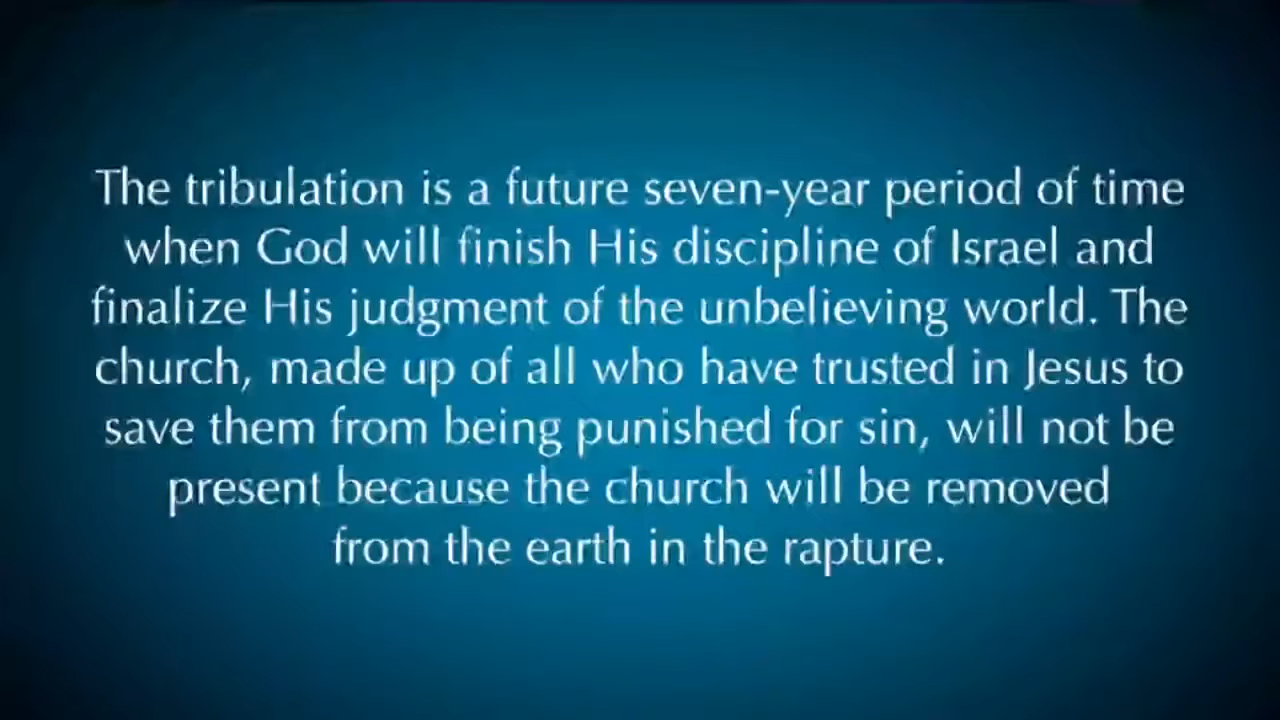 The tribulation is a future seven-year period of time
when God will finish His discipline of Israel and
finalize His judgment of the unbelieving world. The
church, made up of all who have trusted in Jesus to
save them from being punished for sin, will not be
present because the church will be removed
from the earth in the rapture.